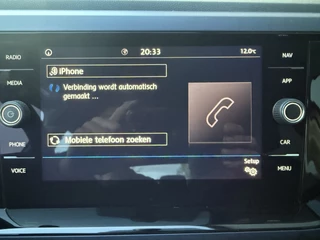 RADIO
20:33
12.0°C
NAV
MEDIA
iPhone
APP
Verbinding wordt automatisch
gemaakt ...
PHONE
CAR
Mobiele telefoon zoeken
VOICE
Setup
MENU